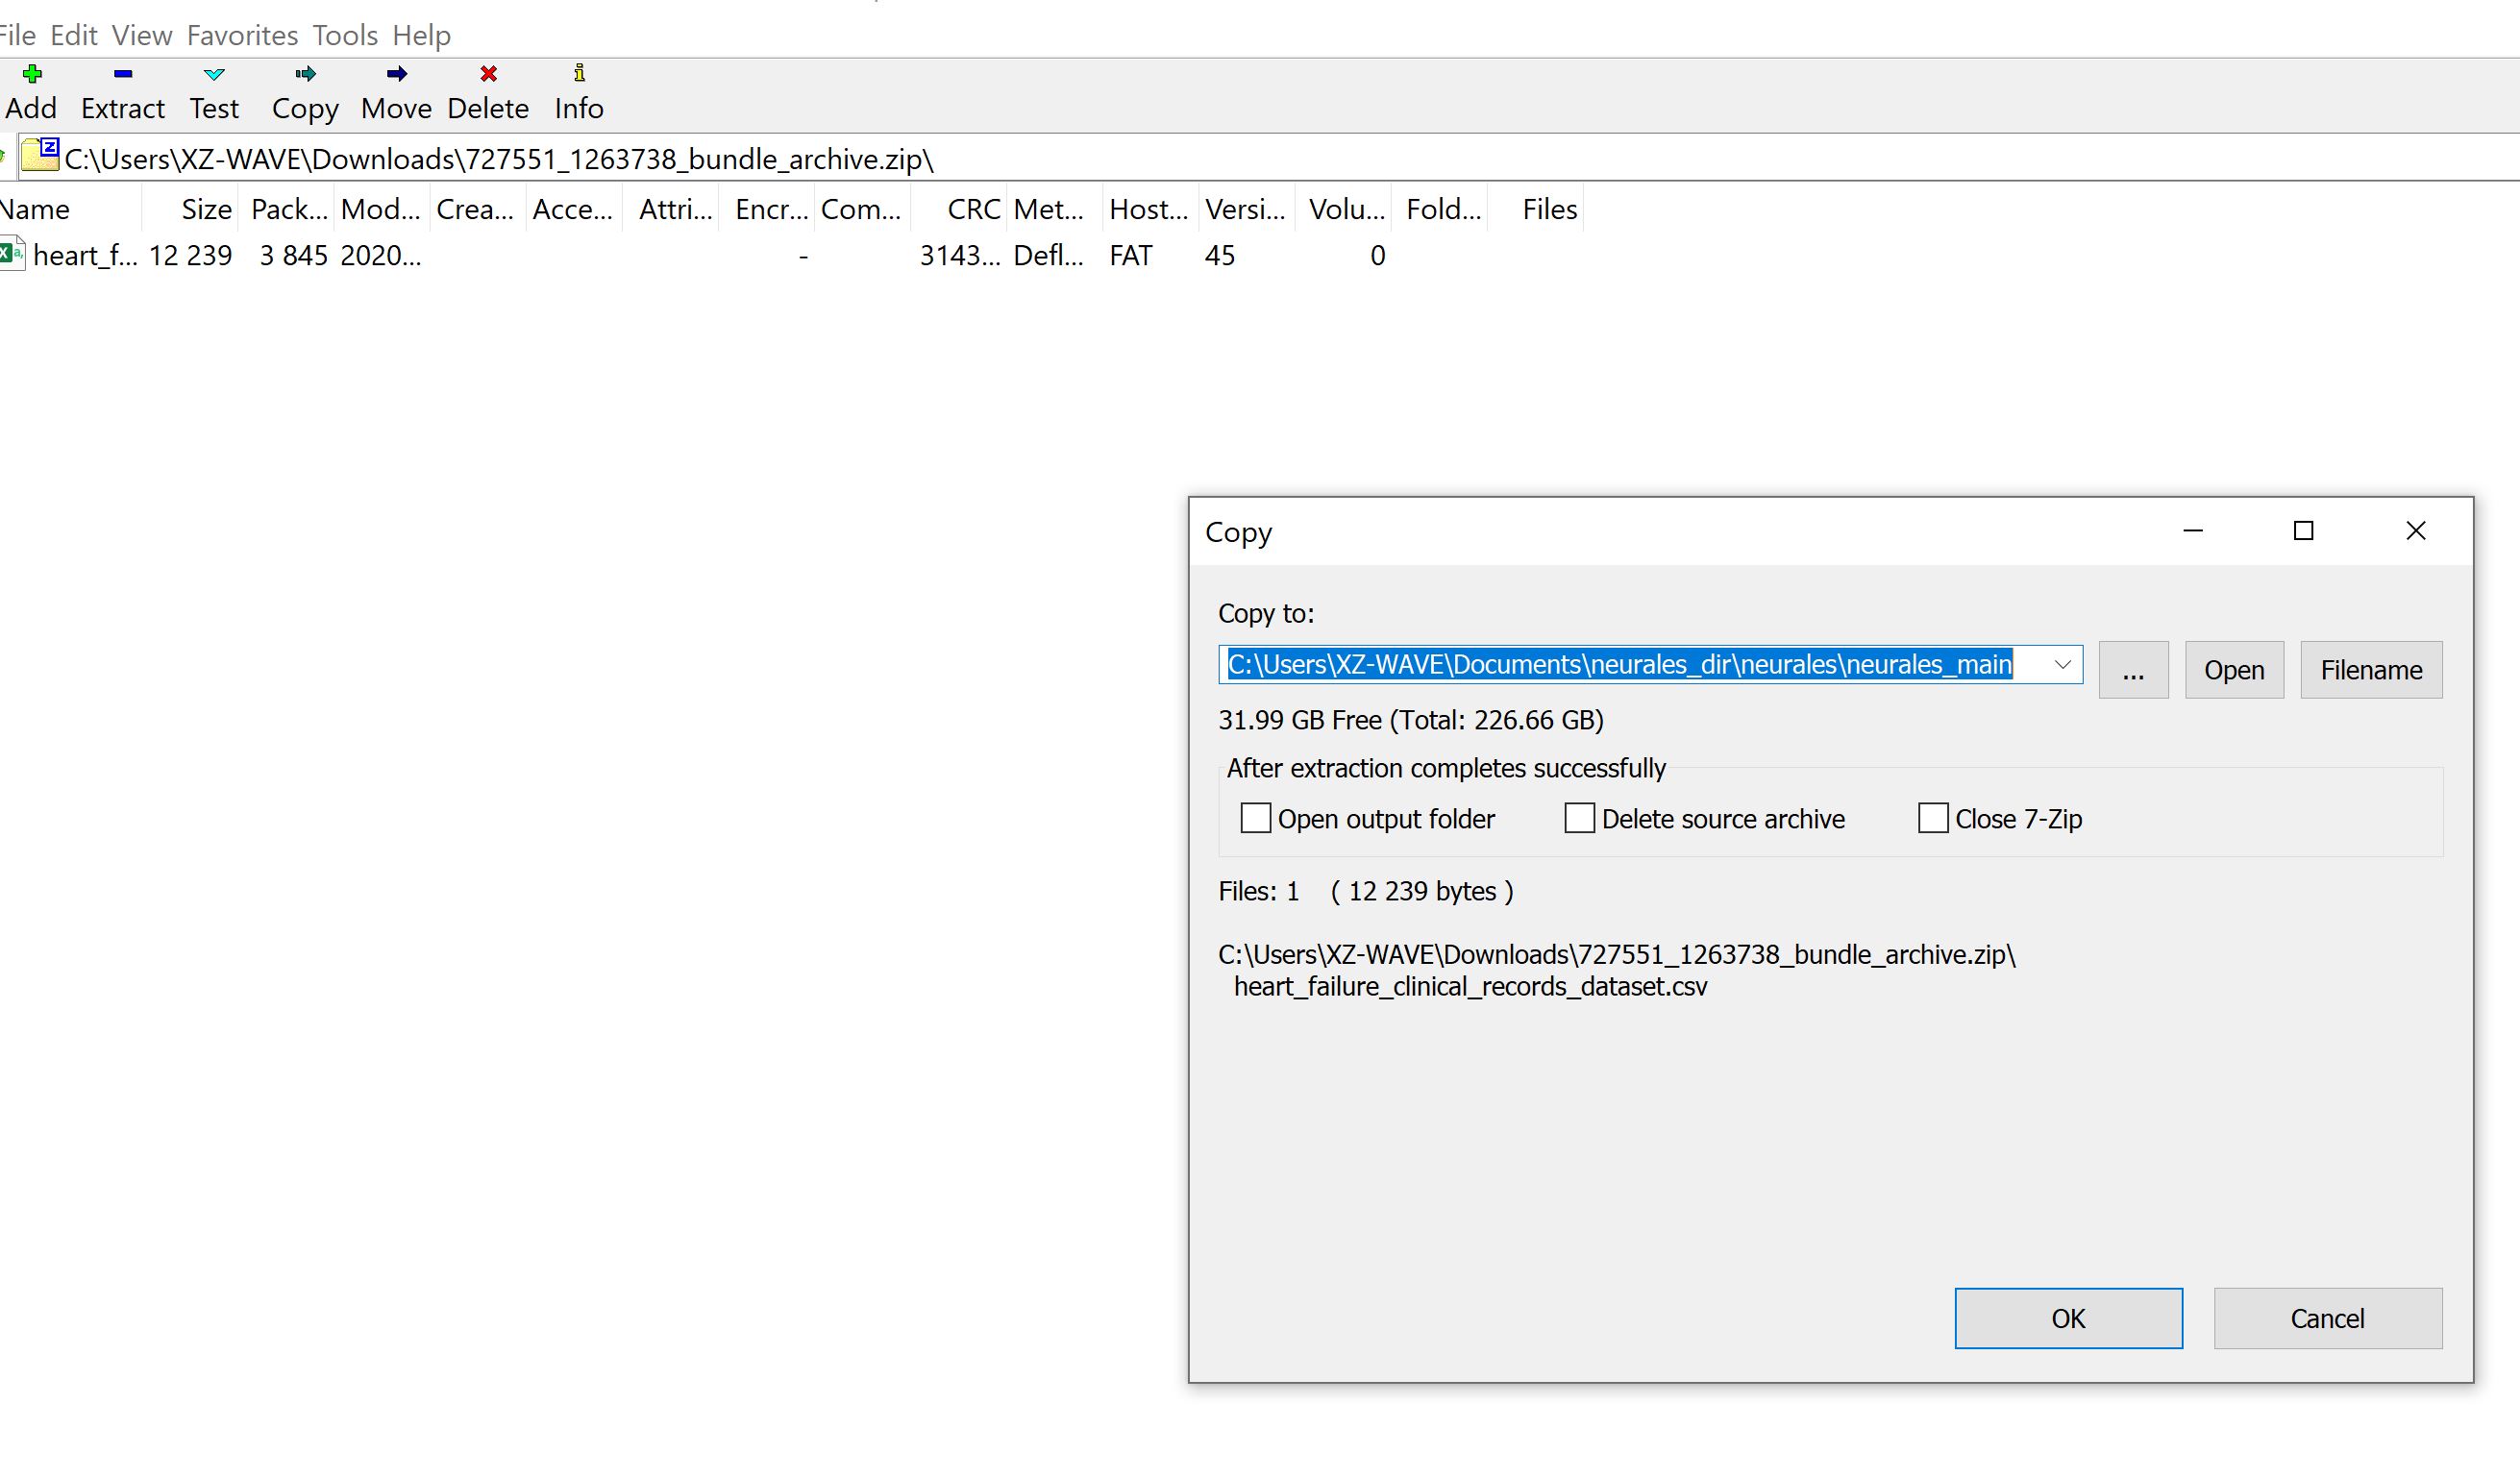 File Edit View Favorites Tools Help
Add Extract Test Copy Move Delete Info
C:\Users\XZ-WAVE\Downloads\727551_1263738_bundle_archive.zip\
Name Size Pack... Mod... Crea... Acce... Attri... Encr... Com... CRC Met... Host... Versi... Volu... Fold... Files
heart_f... 12 239 3 845 2020... - 3143... Defl... FAT 45 0
Copy
Copy to:
C:\Users\XZ-WAVE\Documents\neurales_dir\neurales\neurales_main ... Open Filename
31.99 GB Free (Total: 226.66 GB)
After extraction completes successfully
Open output folder Delete source archive Close 7-Zip
Files: 1 ( 12 239 bytes )
C:\Users\XZ-WAVE\Downloads\727551_1263738_bundle_archive.zip\
heart_failure_clinical_records_dataset.csv
OK Cancel